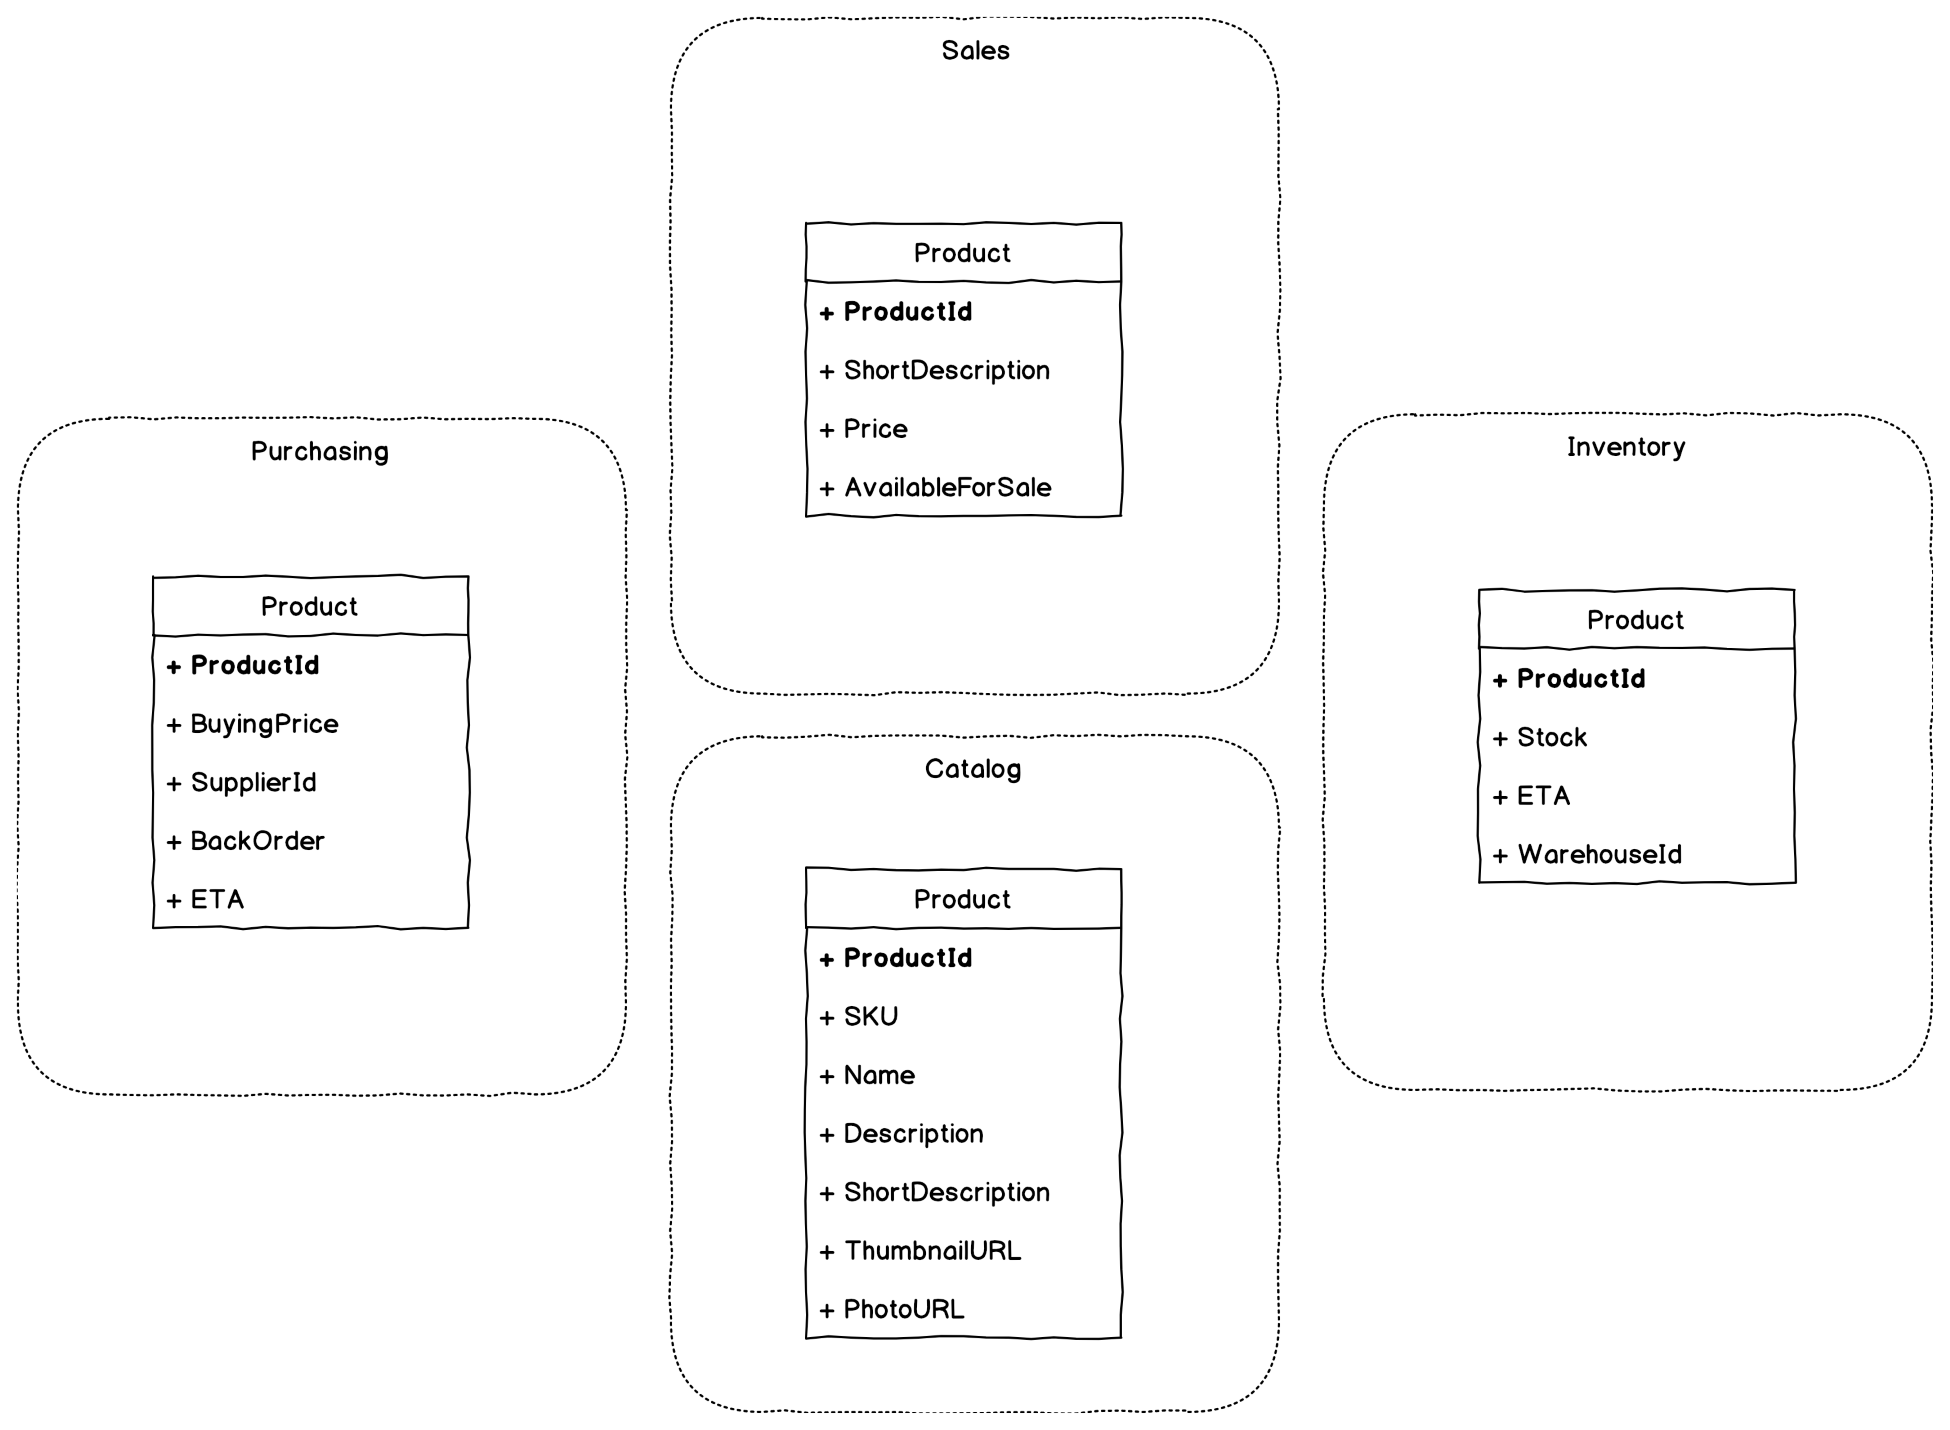 Sales
Product
+ ProductId
+ ShortDescription
+ Price
+ AvailableForSale
Purchasing
Product
+ ProductId
+ BuyingPrice
+ SupplierId
+ BackOrder
+ ETA
Inventory
Product
+ ProductId
+ Stock
+ ETA
+ WarehouseId
Catalog
Product
+ ProductId
+ SKU
+ Name
+ Description
+ ShortDescription
+ ThumbnailURL
+ PhotoURL